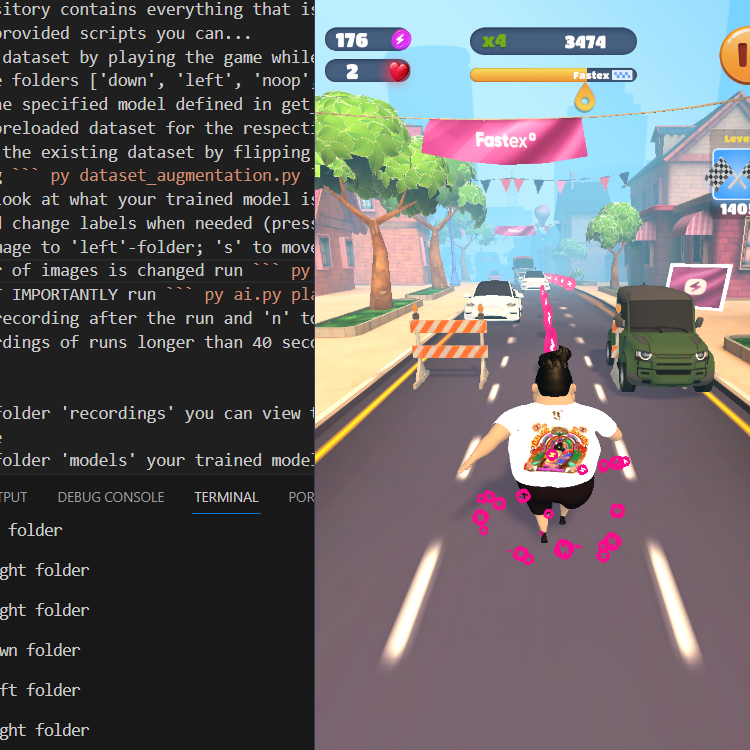 sitory contains everything that is
provided scripts you can...
dataset by playing the game while
e folders ['down', 'left', 'noop'
he specified model defined in get
preloaded dataset for the respecti
the existing dataset by flipping
g ``` py dataset_augmentation.py
look at what your trained model is
d change labels when needed (press
mage to 'left'-folder; 's' to move
r of images is changed run ``` py
T IMPORTANTLY run ``` py ai.py pla
recording after the run and 'n' to
rdings of runs longer than 40 seco
folder 'recordings' you can view t
e
folder 'models' your trained model
TPUT DEBUG CONSOLE TERMINAL POR
folder
ght folder
ght folder
wn folder
ft folder
ght folder
176
x4 3474
2
Fastex
Fastex
Leve
140